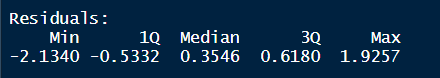 Residuals:
Min 1Q Median 3Q Max
-2.1340 -0.5332 0.3546 0.6180 1.9257